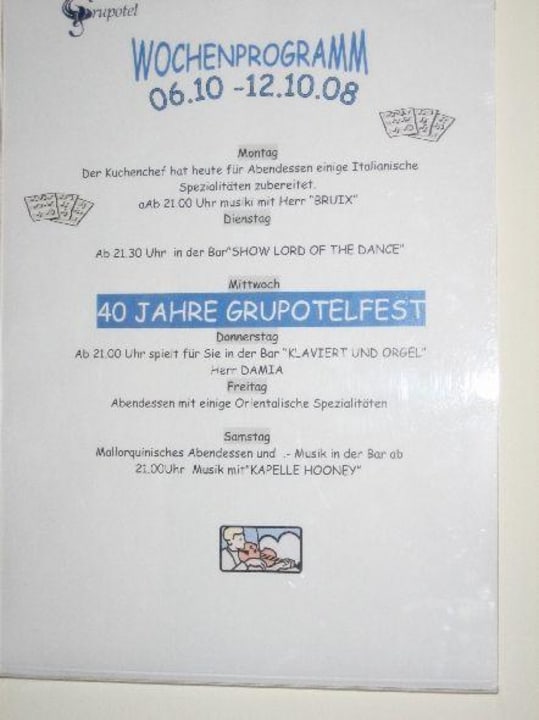 Grupotel
WOCHENPROGRAMM
06.10 -12.10.08
Montag
Der Kuchenchef hat heute für Abendessen einige Italianische
Spezialitäten zubereitet.
aAb 21.00 Uhr musiki mit Herr "BRUIX"
Dienstag
Ab 21.30 Uhr in der Bar"SHOW LORD OF THE DANCE"
Mittwoch
40 JAHRE GRUPOTELFEST
Donnerstag
Ab 21.00 Uhr spielt für Sie in der Bar "KLAVIERT UND ORGEL"
Herr DAMIA
Freitag
Abendessen mit einige Orientalische Spezialitäten
Samstag
Mallorquinisches Abendessen und .- Musik in der Bar ab
21.00Uhr Musik mit"KAPELLE HOONEY"